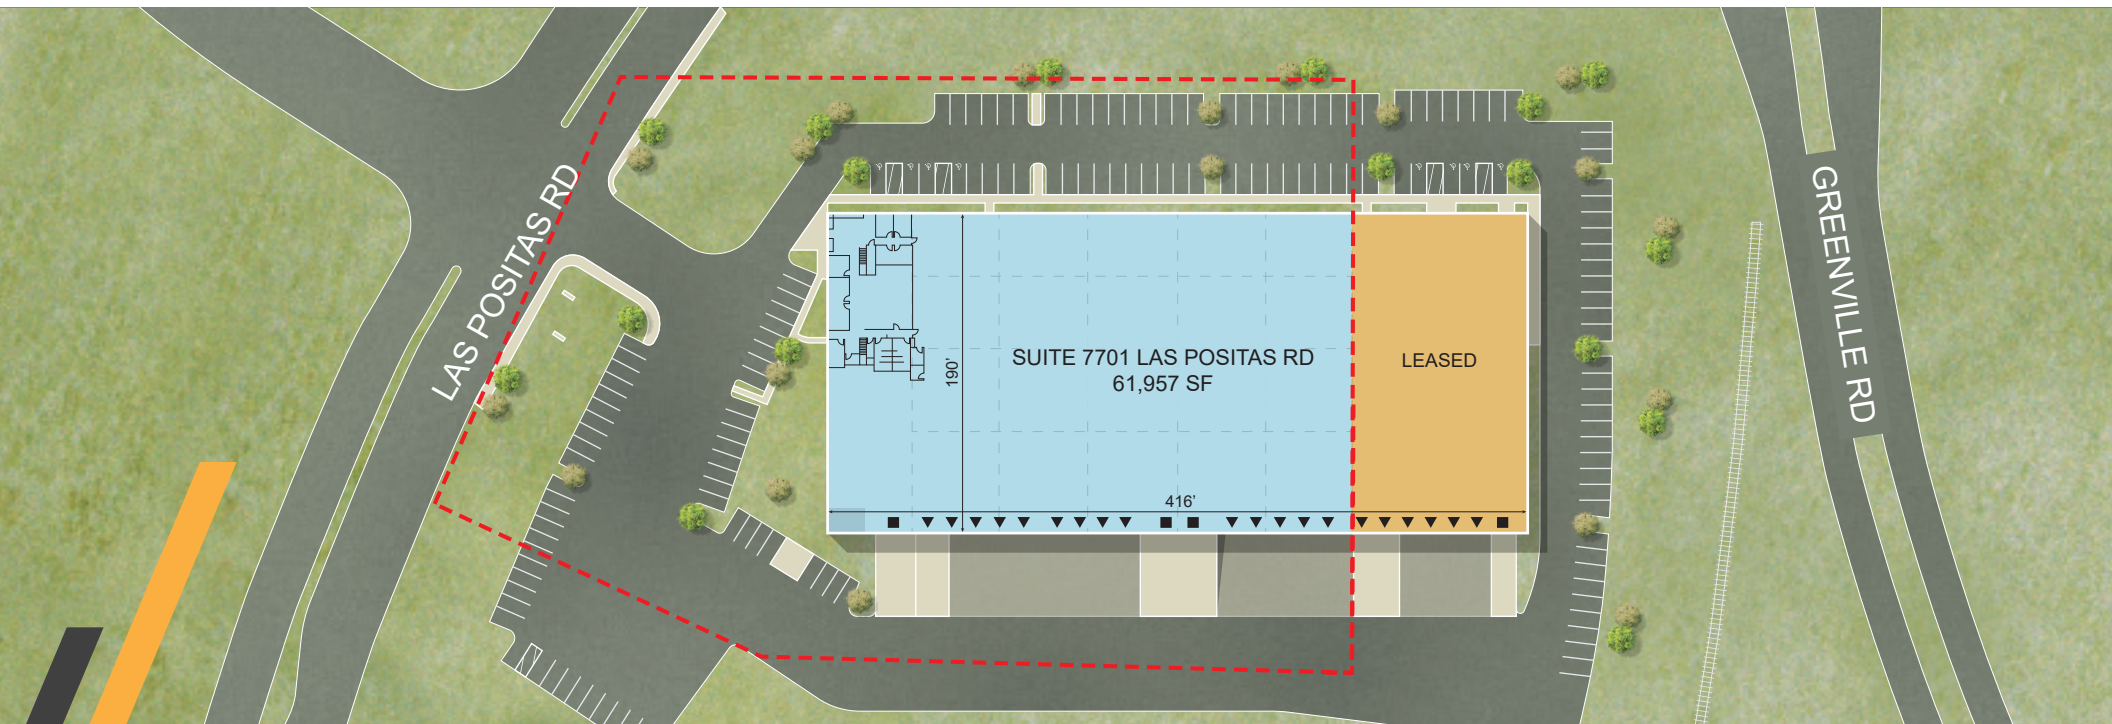 LAS POSITAS RD
GREENVILLE RD
SUITE 7701 LAS POSITAS RD
61,957 SF
LEASED
190'
416'